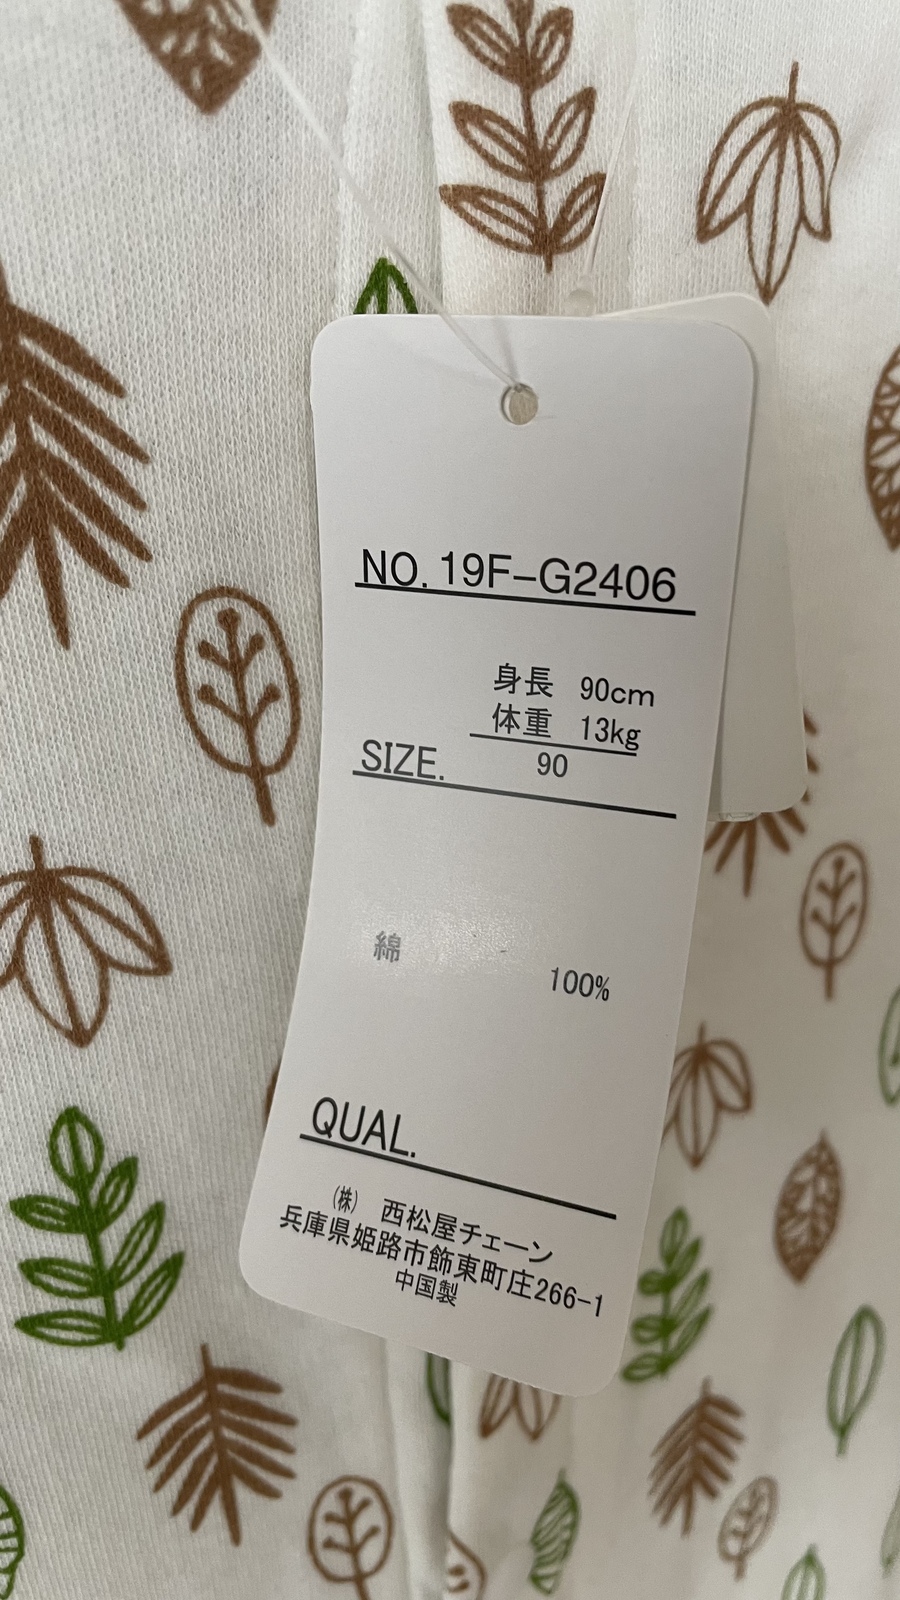 NO. 19F-G2406
身長 90cm
体重 13kg
SIZE. 90
綿 100%
QUAL.
㈱ 西松屋チェーン
兵庫県姫路市飾東町庄266-1
中国製